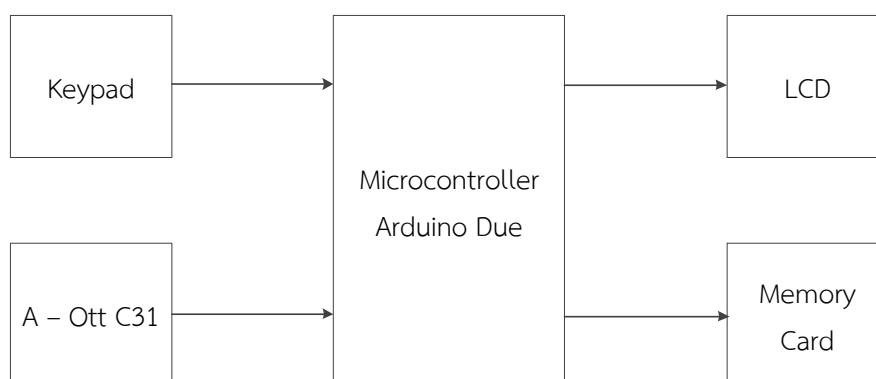 Keypad
LCD
Microcontroller
Arduino Due
A – Ott C31
Memory
Card